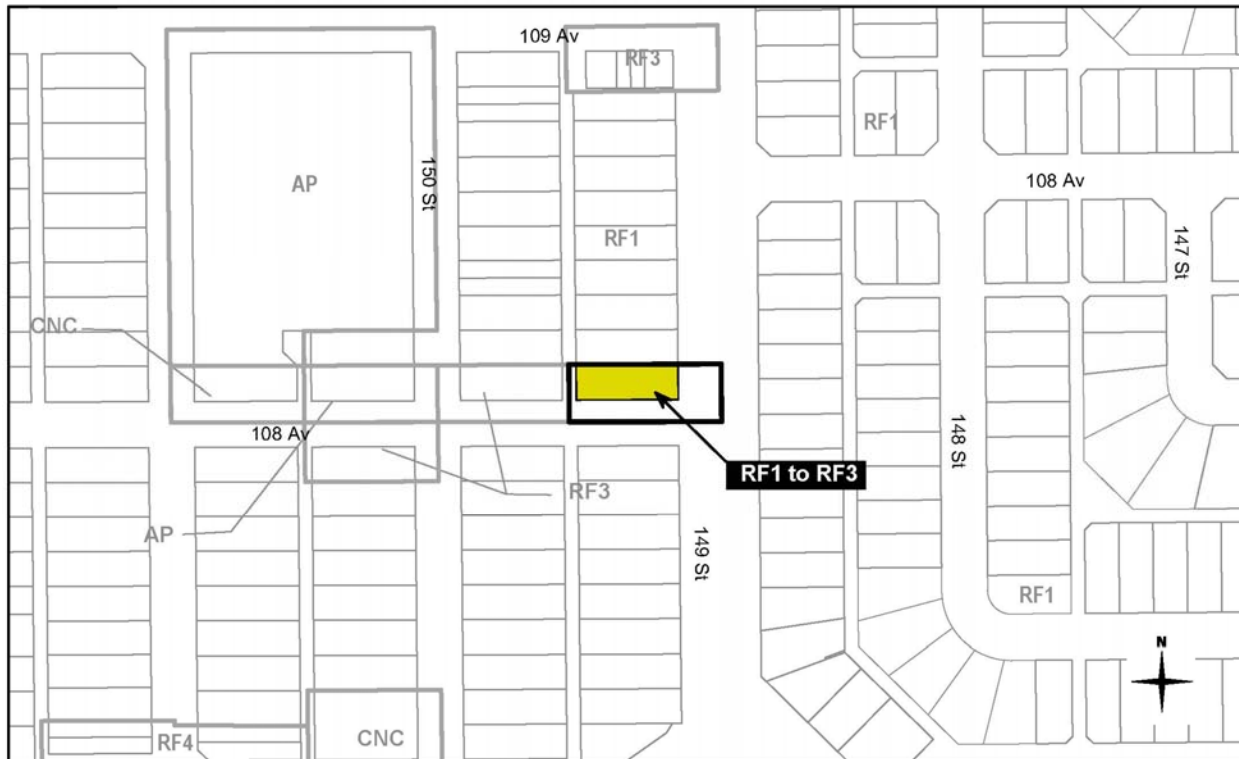 109 Av
RF3
RF1
AP
150 St
108 Av
RF1
147 St
CNC
108 Av
148 St
RF1 to RF3
RF3
AP
149 St
RF1
N
RF4
CNC